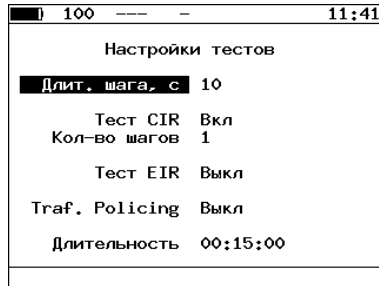 100 --- - 11:41
Настройки тестов
Длит. шага, с 10
Тест CIR Вкл
Кол-во шагов 1
Тест EIR Выкл
Traf. Policing Выкл
Длительность 00:15:00